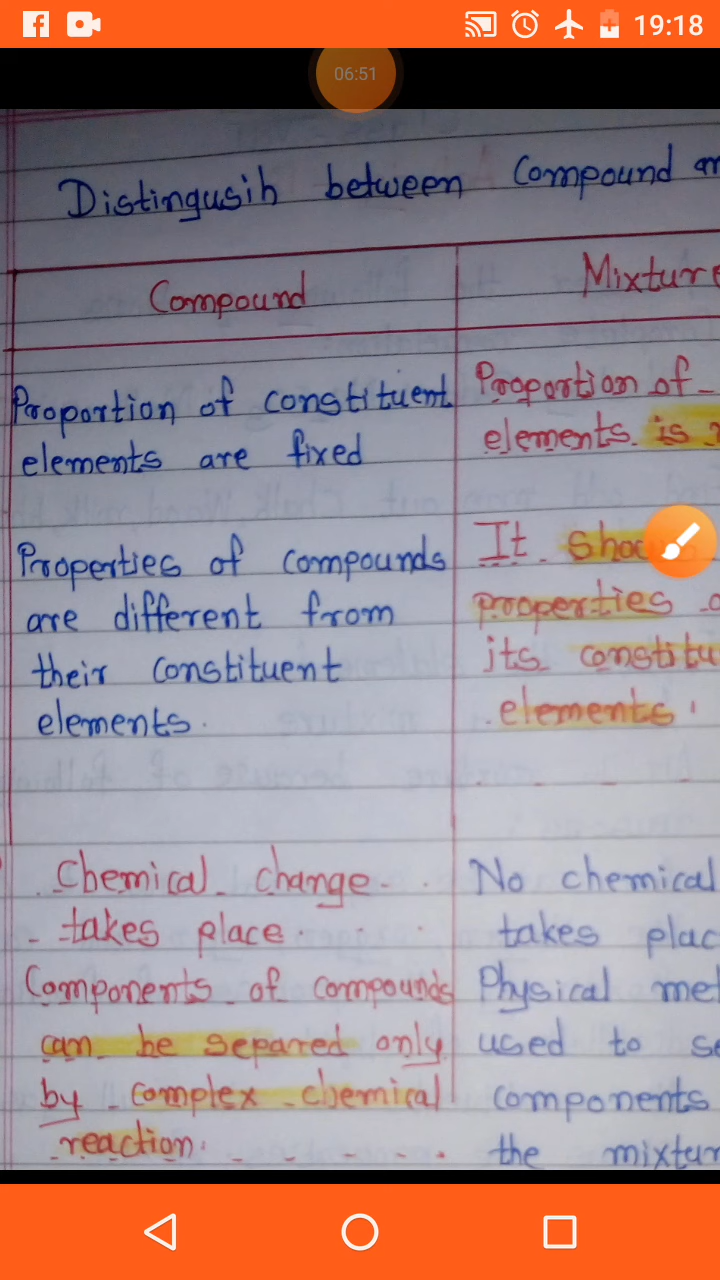 19:18
06:51
Distingusih between Compound
Compound
Mixture
Proportion of constituent
elements are fixed
Proportion of
elements. is
Properties of compounds
are different from
their constituent
elements.
It
properties
its
elements.
Chemical change.
takes place.
No chemical
takes
Components of compounds
can be separed only
by complex chemical
reaction.
Physical
used to
components
the